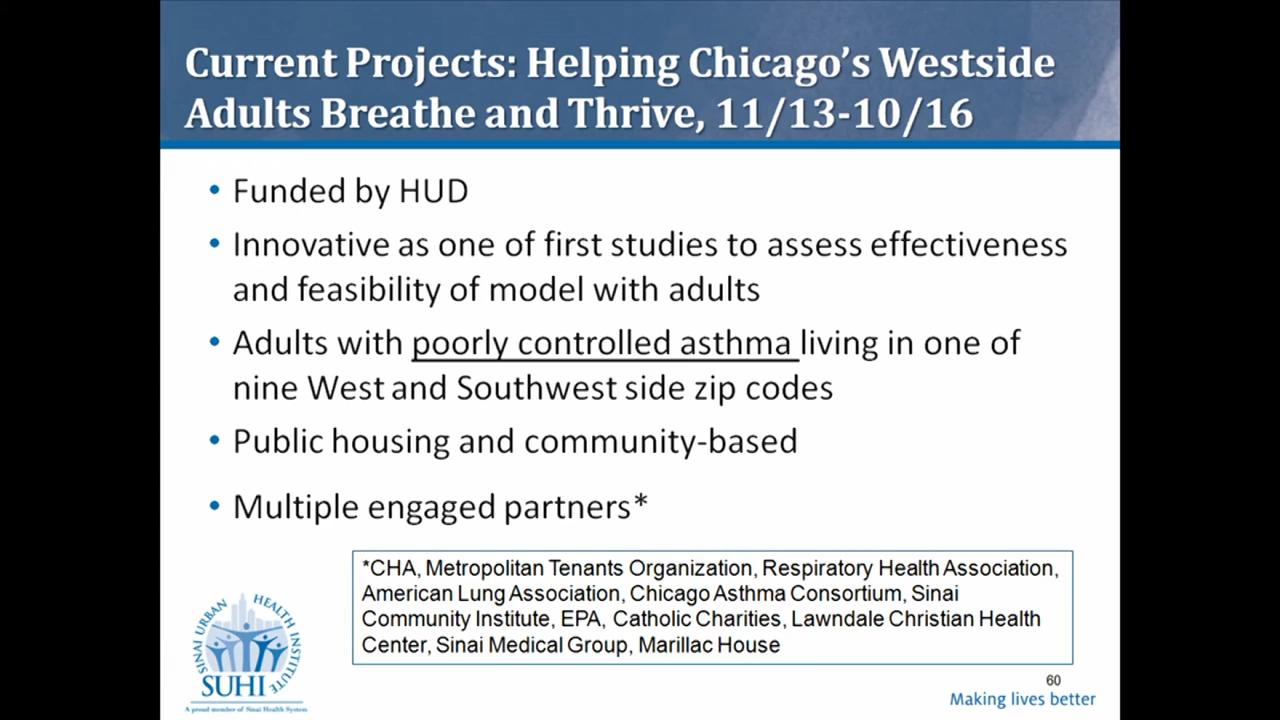 Current Projects: Helping Chicago's Westside
Adults Breathe and Thrive, 11/13-10/16
• Funded by HUD
• Innovative as one of first studies to assess effectiveness
and feasibility of model with adults
• Adults with poorly controlled asthma living in one of
nine West and Southwest side zip codes
• Public housing and community-based
• Multiple engaged partners*
*CHA, Metropolitan Tenants Organization, Respiratory Health Association,
American Lung Association, Chicago Asthma Consortium, Sinai
Community Institute, EPA, Catholic Charities, Lawndale Christian Health
Center, Sinai Medical Group, Marillac House
SINAI URBAN HEALTH INSTITUTE
SUHI
A proud member of Sinai Health System
60
Making lives better